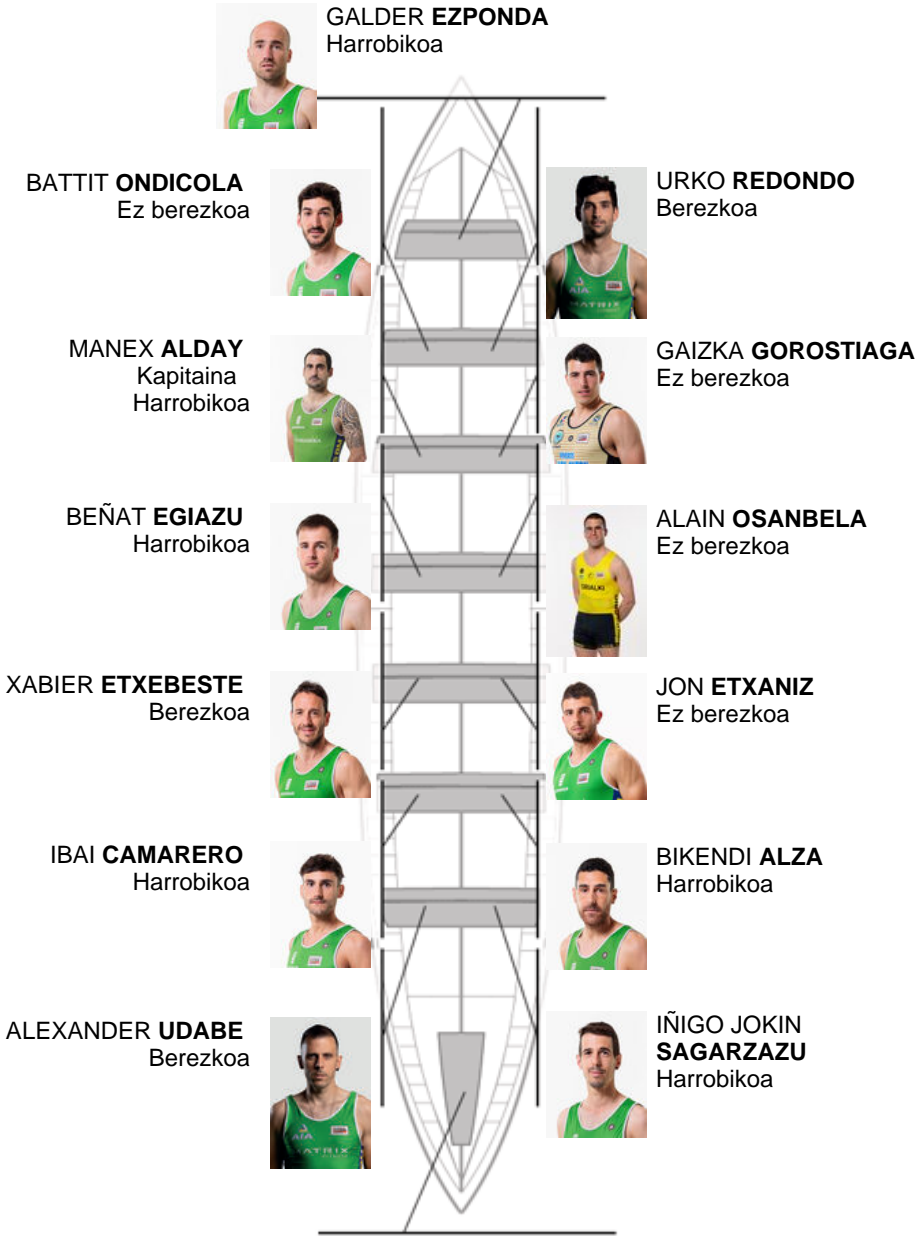 GALDER EZPONDA
Harrobikoa
BATTIT ONDICOLA
Ez berezkoa
URKO REDONDO
Berezkoa
MANEX ALDAY
Kapitaina
Harrobikoa
GAIZKA GOROSTIAGA
Ez berezkoa
BEÑAT EGIAZU
Harrobikoa
ALAIN OSANBELA
Ez berezkoa
XABIER ETXEBESTE
Berezkoa
JON ETXANIZ
Ez berezkoa
IBAI CAMARERO
Harrobikoa
BIKENDI ALZA
Harrobikoa
ALEXANDER UDABE
Berezkoa
IÑIGO JOKIN
SAGARZAZU
Harrobikoa
MATRIX
MATRIX